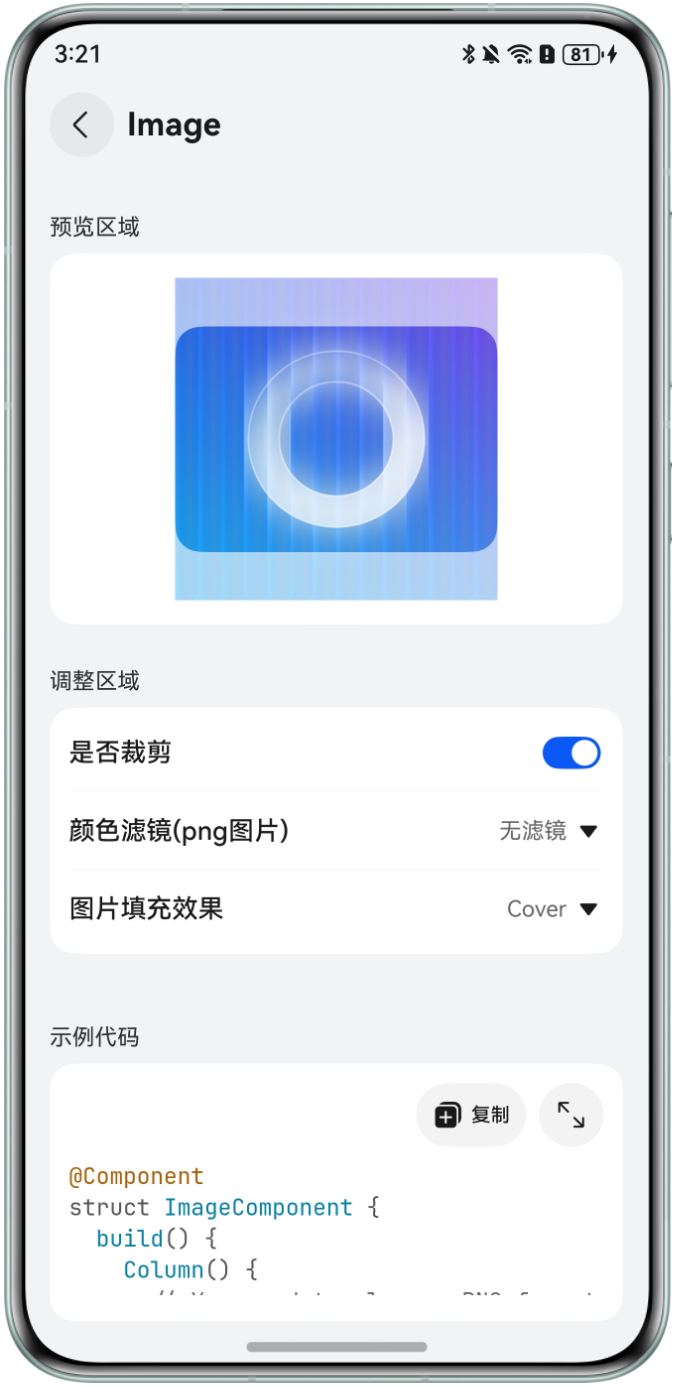 3:21
81
Image
预览区域
调整区域
是否裁剪
颜色滤镜(png图片)
无滤镜
图片填充效果
Cover
示例代码
复制
@Component
struct ImageComponent {
build() {
Column() {